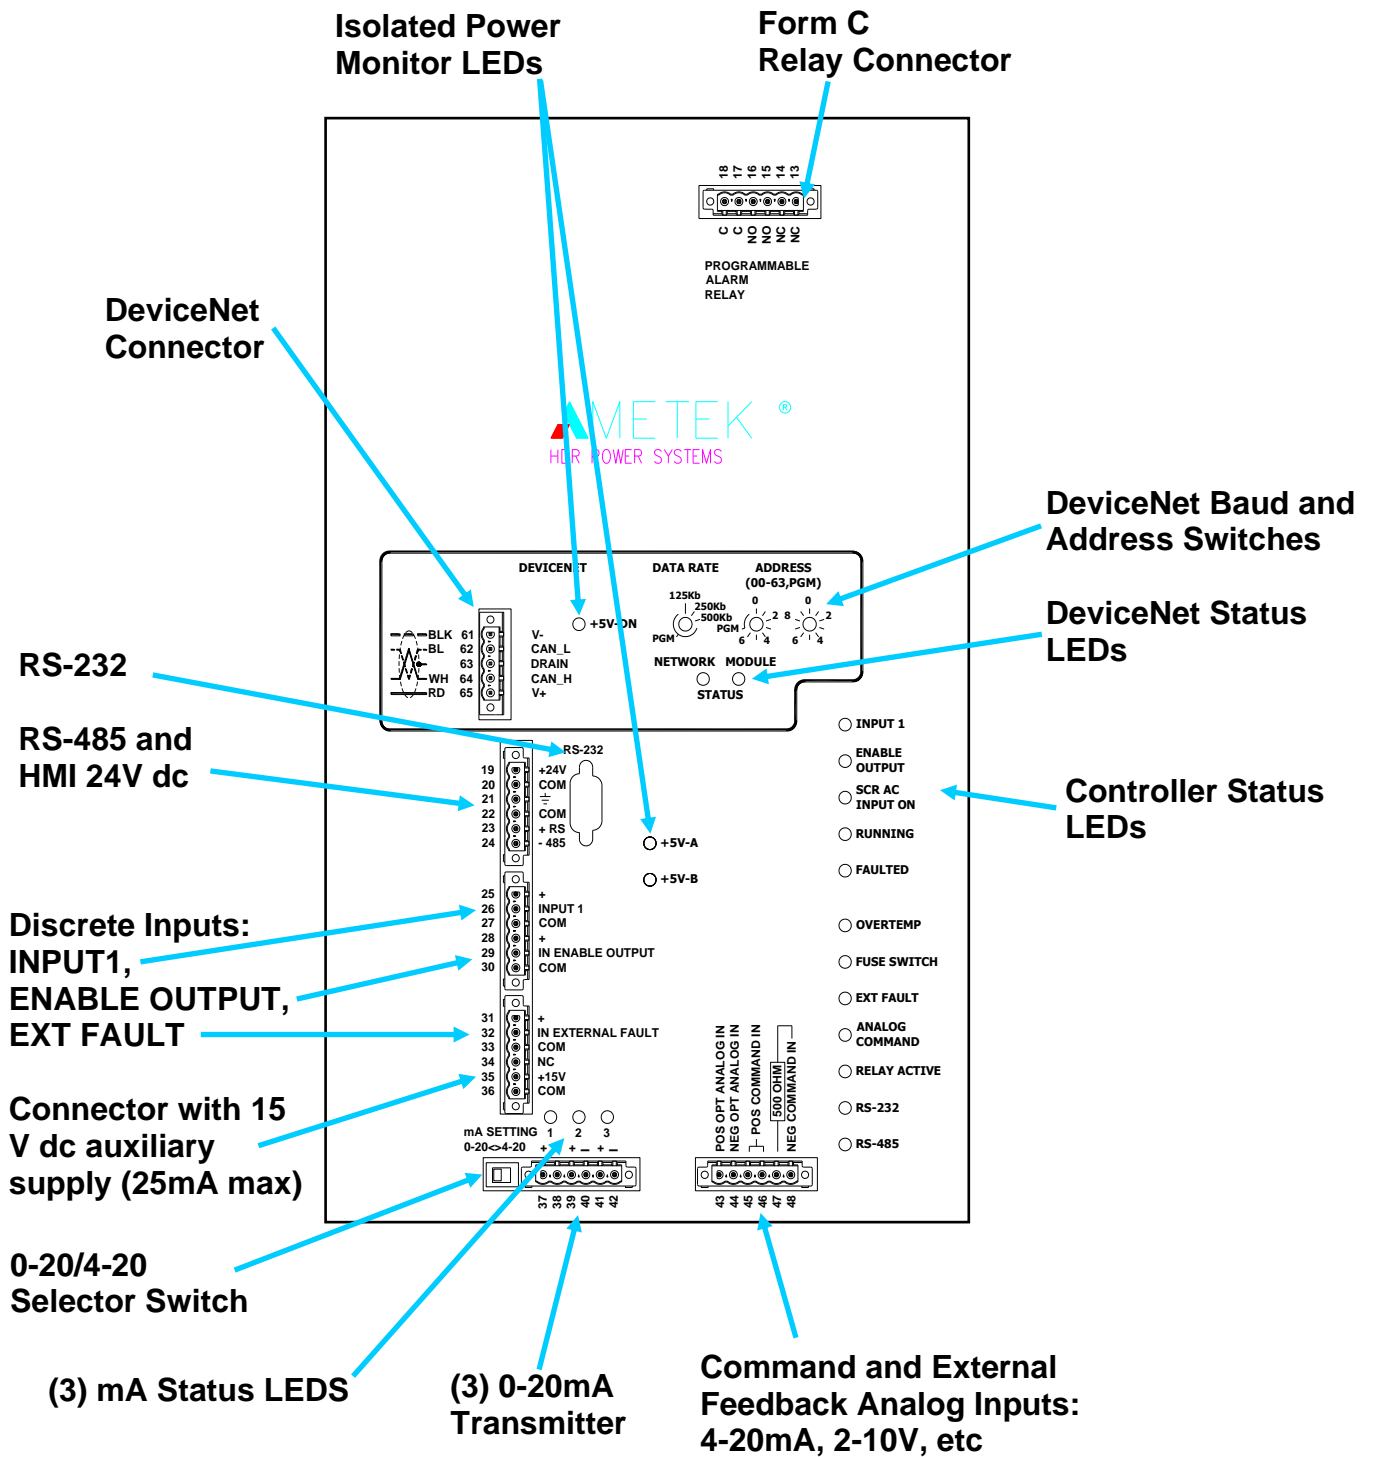 Isolated Power
Monitor LEDs
Form C
Relay Connector
18 17 16 15 14 13
C C NO NO NC NC
PROGRAMMABLE
ALARM
RELAY
DeviceNet
Connector
AMETEK ®
HDR POWER SYSTEMS
DeviceNet Baud and
Address Switches
DEVICENET
DATA RATE
ADDRESS
(00-63,PGM)
125Kb
250Kb
500Kb
PGM
0
2
4
6
PGM
0
2
4
6
8
+5V-DN
BLK 61 V-
BL 62 CAN_L
63 DRAIN
WH 64 CAN_H
RD 65 V+
NETWORK MODULE
STATUS
DeviceNet Status
LEDs
RS-232
RS-485 and
HMI 24V dc
RS-232
19 +24V
20 COM
21
22 COM
23 + RS
24 - 485
+5V-A
+5V-B
INPUT 1
ENABLE
OUTPUT
SCR AC
INPUT ON
RUNNING
FAULTED
OVERTEMP
FUSE SWITCH
EXT FAULT
ANALOG
COMMAND
RELAY ACTIVE
RS-232
RS-485
Controller Status
LEDs
Discrete Inputs:
INPUT1,
ENABLE OUTPUT,
EXT FAULT
25 +
26 INPUT 1
27 COM
28 +
29 IN ENABLE OUTPUT
30 COM
31 +
32 IN EXTERNAL FAULT
33 COM
34 NC
35 +15V
36 COM
Connector with 15
V dc auxiliary
supply (25mA max)
mA SETTING 1 2 3
0-20<>4-20 + + – + –
37 38 39 40 41 42
POS OPT ANALOG IN
NEG OPT ANALOG IN
POS COMMAND IN
500 OHM
NEG COMMAND IN
43 44 45 46 47 48
0-20/4-20
Selector Switch
(3) mA Status LEDS
(3) 0-20mA
Transmitter
Command and External
Feedback Analog Inputs:
4-20mA, 2-10V, etc